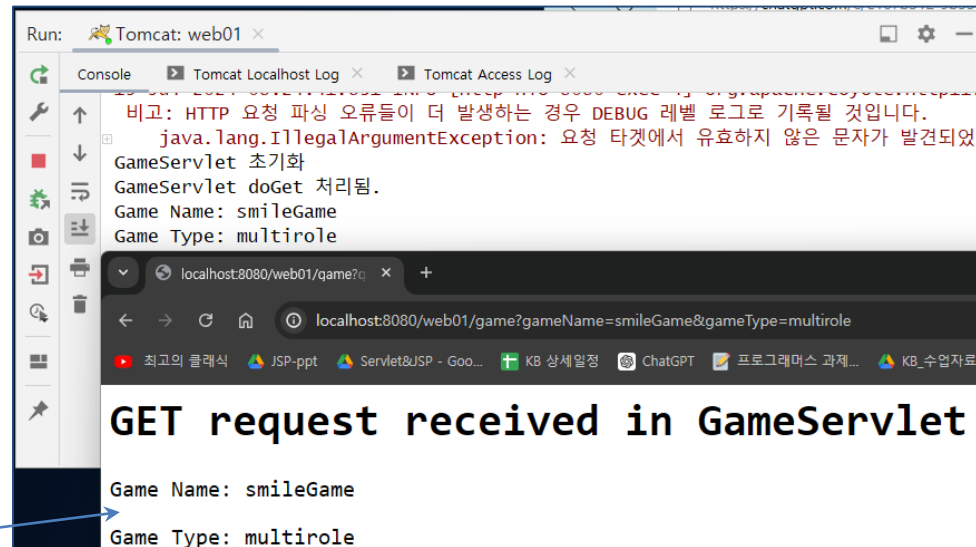 Run: Tomcat: web01
Console Tomcat Localhost Log Tomcat Access Log
비고: HTTP 요청 파싱 오류들이 더 발생하는 경우 DEBUG 레벨 로그로 기록될 것입니다.
java.lang.IllegalArgumentException: 요청 타겟에서 유효하지 않은 문자가 발견되었
GameServlet 초기화
GameServlet doGet 처리됨.
Game Name: smileGame
Game Type: multirole
localhost:8080/web01/game?g
localhost:8080/web01/game?gameName=smileGame&gameType=multirole
최고의 클래식 JSP-ppt Servlet&JSP - Goo... KB 상세일정 ChatGPT 프로그래머스 과제... KB_수업자료
GET request received in GameServlet
Game Name: smileGame
Game Type: multirole